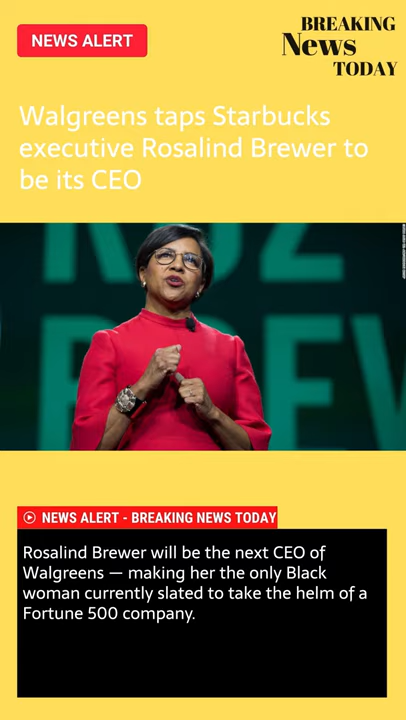 NEWS ALERT
BREAKING
News
TODAY
Walgreens taps Starbucks
executive Rosalind Brewer to
be its CEO
NEWS ALERT - BREAKING NEWS TODAY
Rosalind Brewer will be the next CEO of
Walgreens — making her the only Black
woman currently slated to take the helm of a
Fortune 500 company.